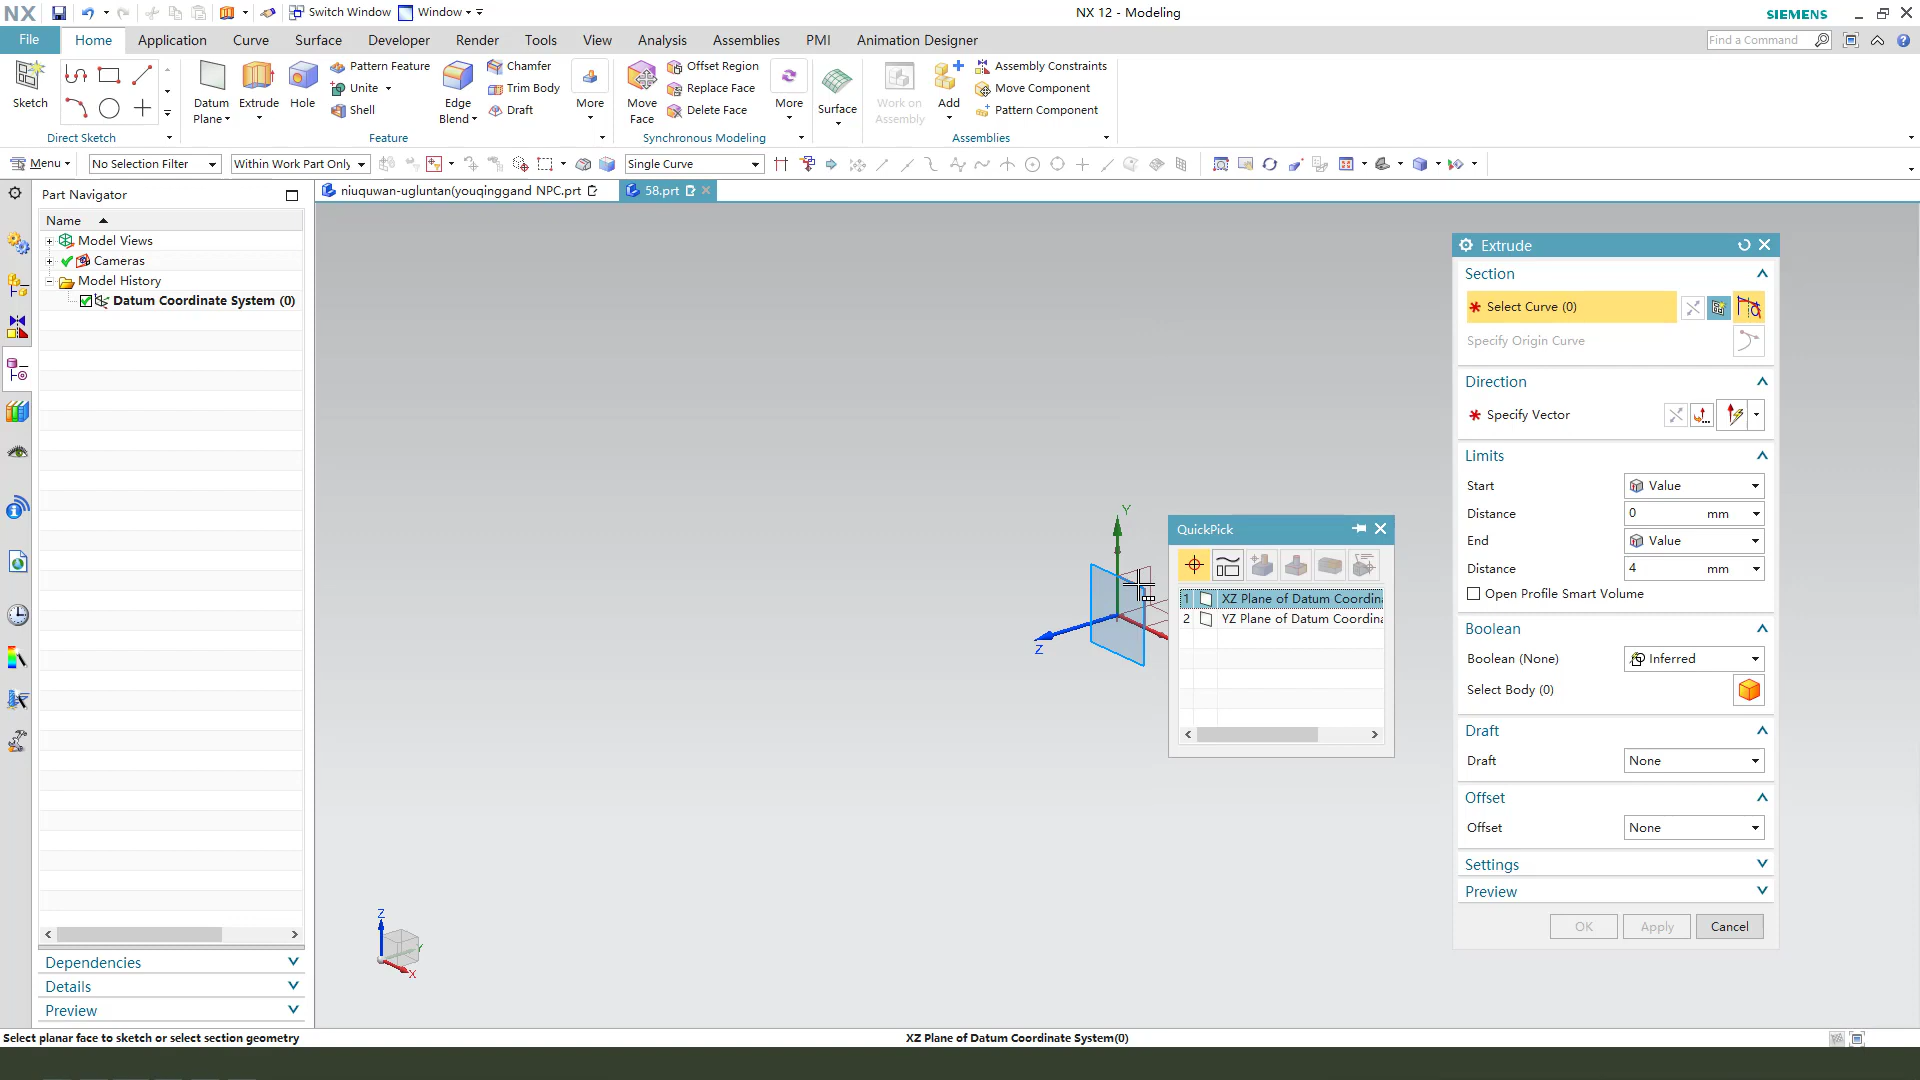 NX
Switch Window
Window
NX 12 - Modeling
SIEMENS
File
Home
Application
Curve
Surface
Developer
Render
Tools
View
Analysis
Assemblies
PMI
Animation Designer
Find a Command
Sketch
Direct Sketch
Datum Plane
Extrude
Hole
Pattern Feature
Unite
Shell
Edge Blend
Chamfer
Trim Body
Draft
More
Feature
Move Face
Offset Region
Replace Face
Delete Face
More
Synchronous Modeling
Surface
Work on Assembly
Add
Assembly Constraints
Move Component
Pattern Component
Assemblies
Menu
No Selection Filter
Within Work Part Only
Single Curve
Part Navigator
niuquwan-ugluntan(youqinggand NPC.prt
58.prt
Name
Model Views
Cameras
Model History
Datum Coordinate System (0)
Dependencies
Details
Preview
Y
Z
Z
Y
X
QuickPick
1 XZ Plane of Datum Coordina
2 YZ Plane of Datum Coordina
Extrude
Section
Select Curve (0)
Specify Origin Curve
Direction
Specify Vector
Limits
Start Value
Distance 0 mm
End Value
Distance 4 mm
Open Profile Smart Volume
Boolean
Boolean (None) Inferred
Select Body (0)
Draft
Draft None
Offset
Offset None
Settings
Preview
OK
Apply
Cancel
Select planar face to sketch or select section geometry
XZ Plane of Datum Coordinate System(0)